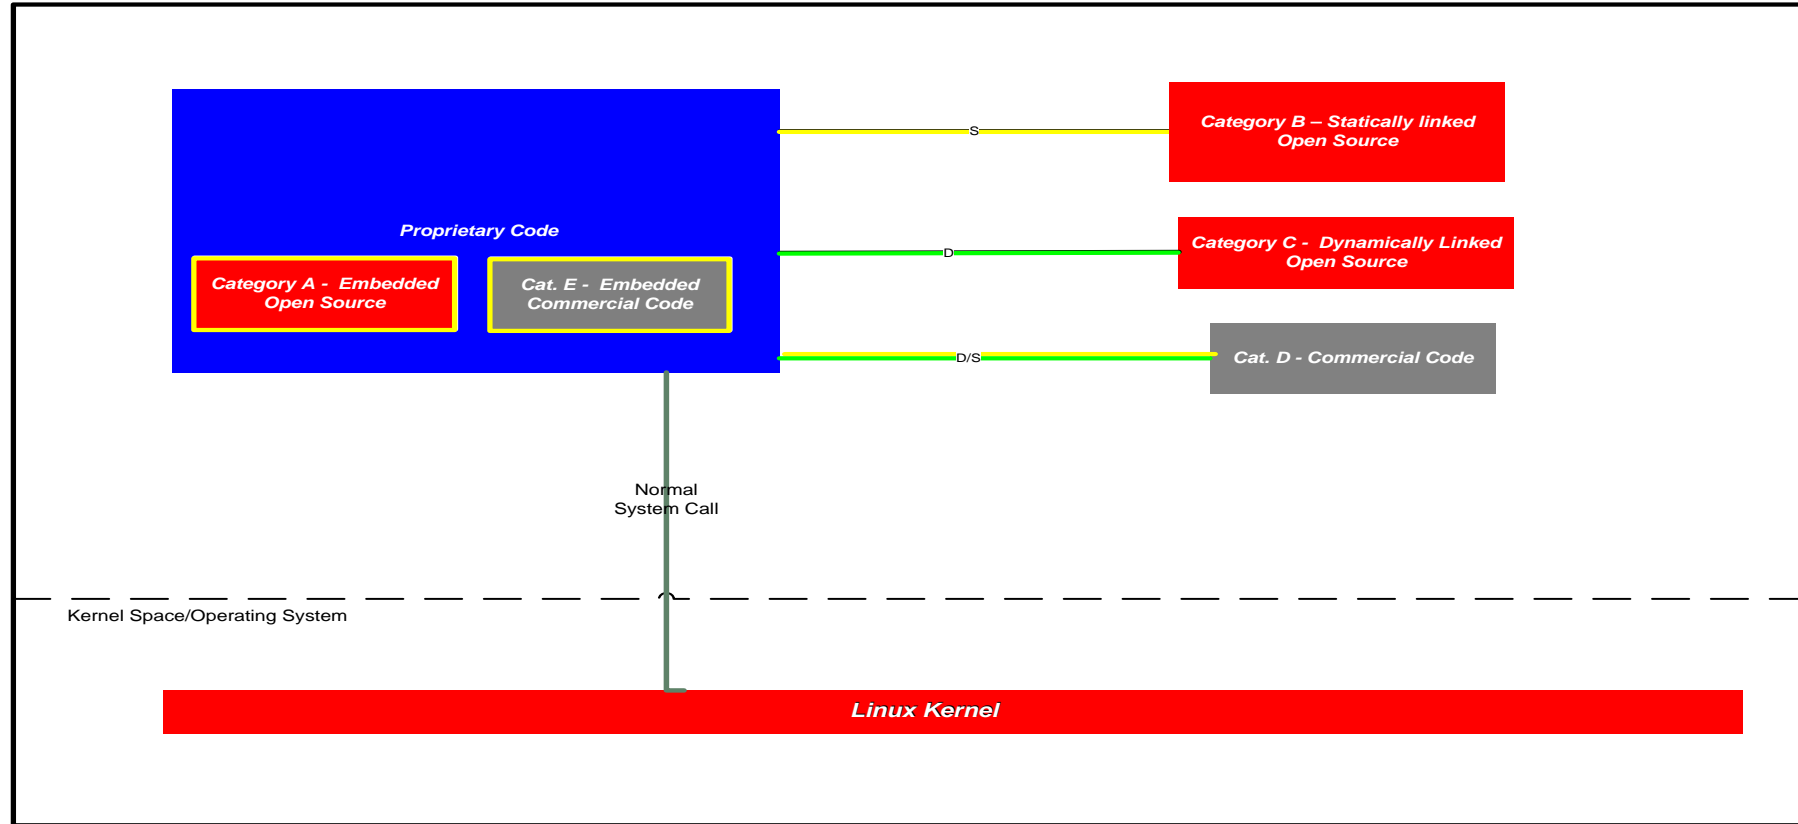 Category B – Statically linked
Open Source
S
Proprietary Code
Category A -  Embedded
Open Source
Cat. E -  Embedded
Commercial Code
D
Category C -  Dynamically Linked
Open Source
D/S
Cat. D - Commercial Code
Normal
System Call
Kernel Space/Operating System
Linux Kernel